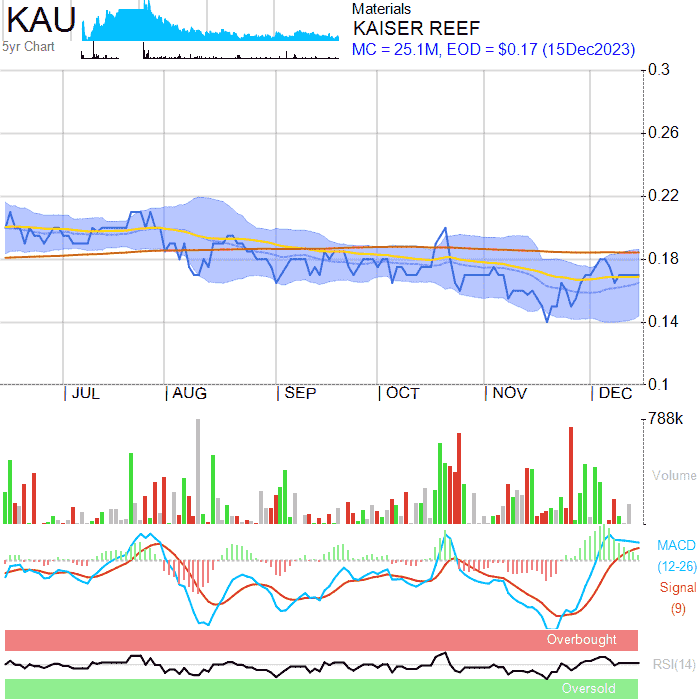 KAU
5yr Chart
Materials
KAISER REEF
MC = 25.1M, EOD = $0.17 (15Dec2023)
0.3
0.26
0.22
0.18
0.14
0.1
JUL AUG SEP OCT NOV DEC
788k
Volume
MACD
(12-26)
Signal
(9)
Overbought
RSI(14)
Oversold